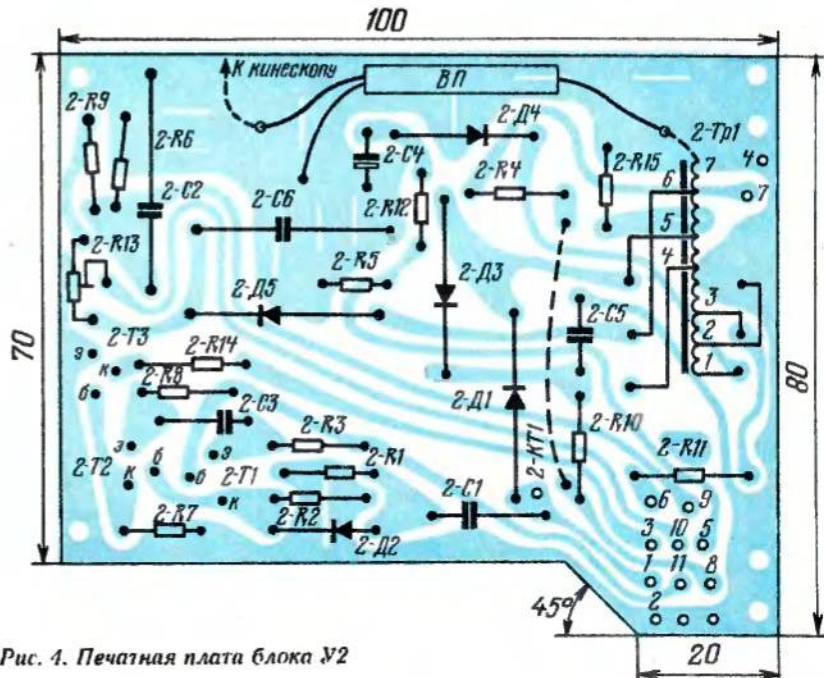 100
К кинескопу
ВП
2-R9
2-Д4
2-Тр1
2-R6
2-C4
2-R4
2-R15
7
4
6
7
2-C2
2-C6
2-R12
5
2-R13
4
2-R5
2-Д3
2-Д5
3
2-C5
2-Т3
2
70
80
э
2-R14
к
1
2-R8
б
2-C3
2-Д1
2-КТ1
2-R10
2-R3
э
э
2-R11
2-Т2
б
б
2-Т1
2-R1
к
к
2-C1
6
9
2-R7
2-R2
3
10
5
2-Д2
1
11
8
45°
2
Рис. 4. Печатная плата блока У2
20